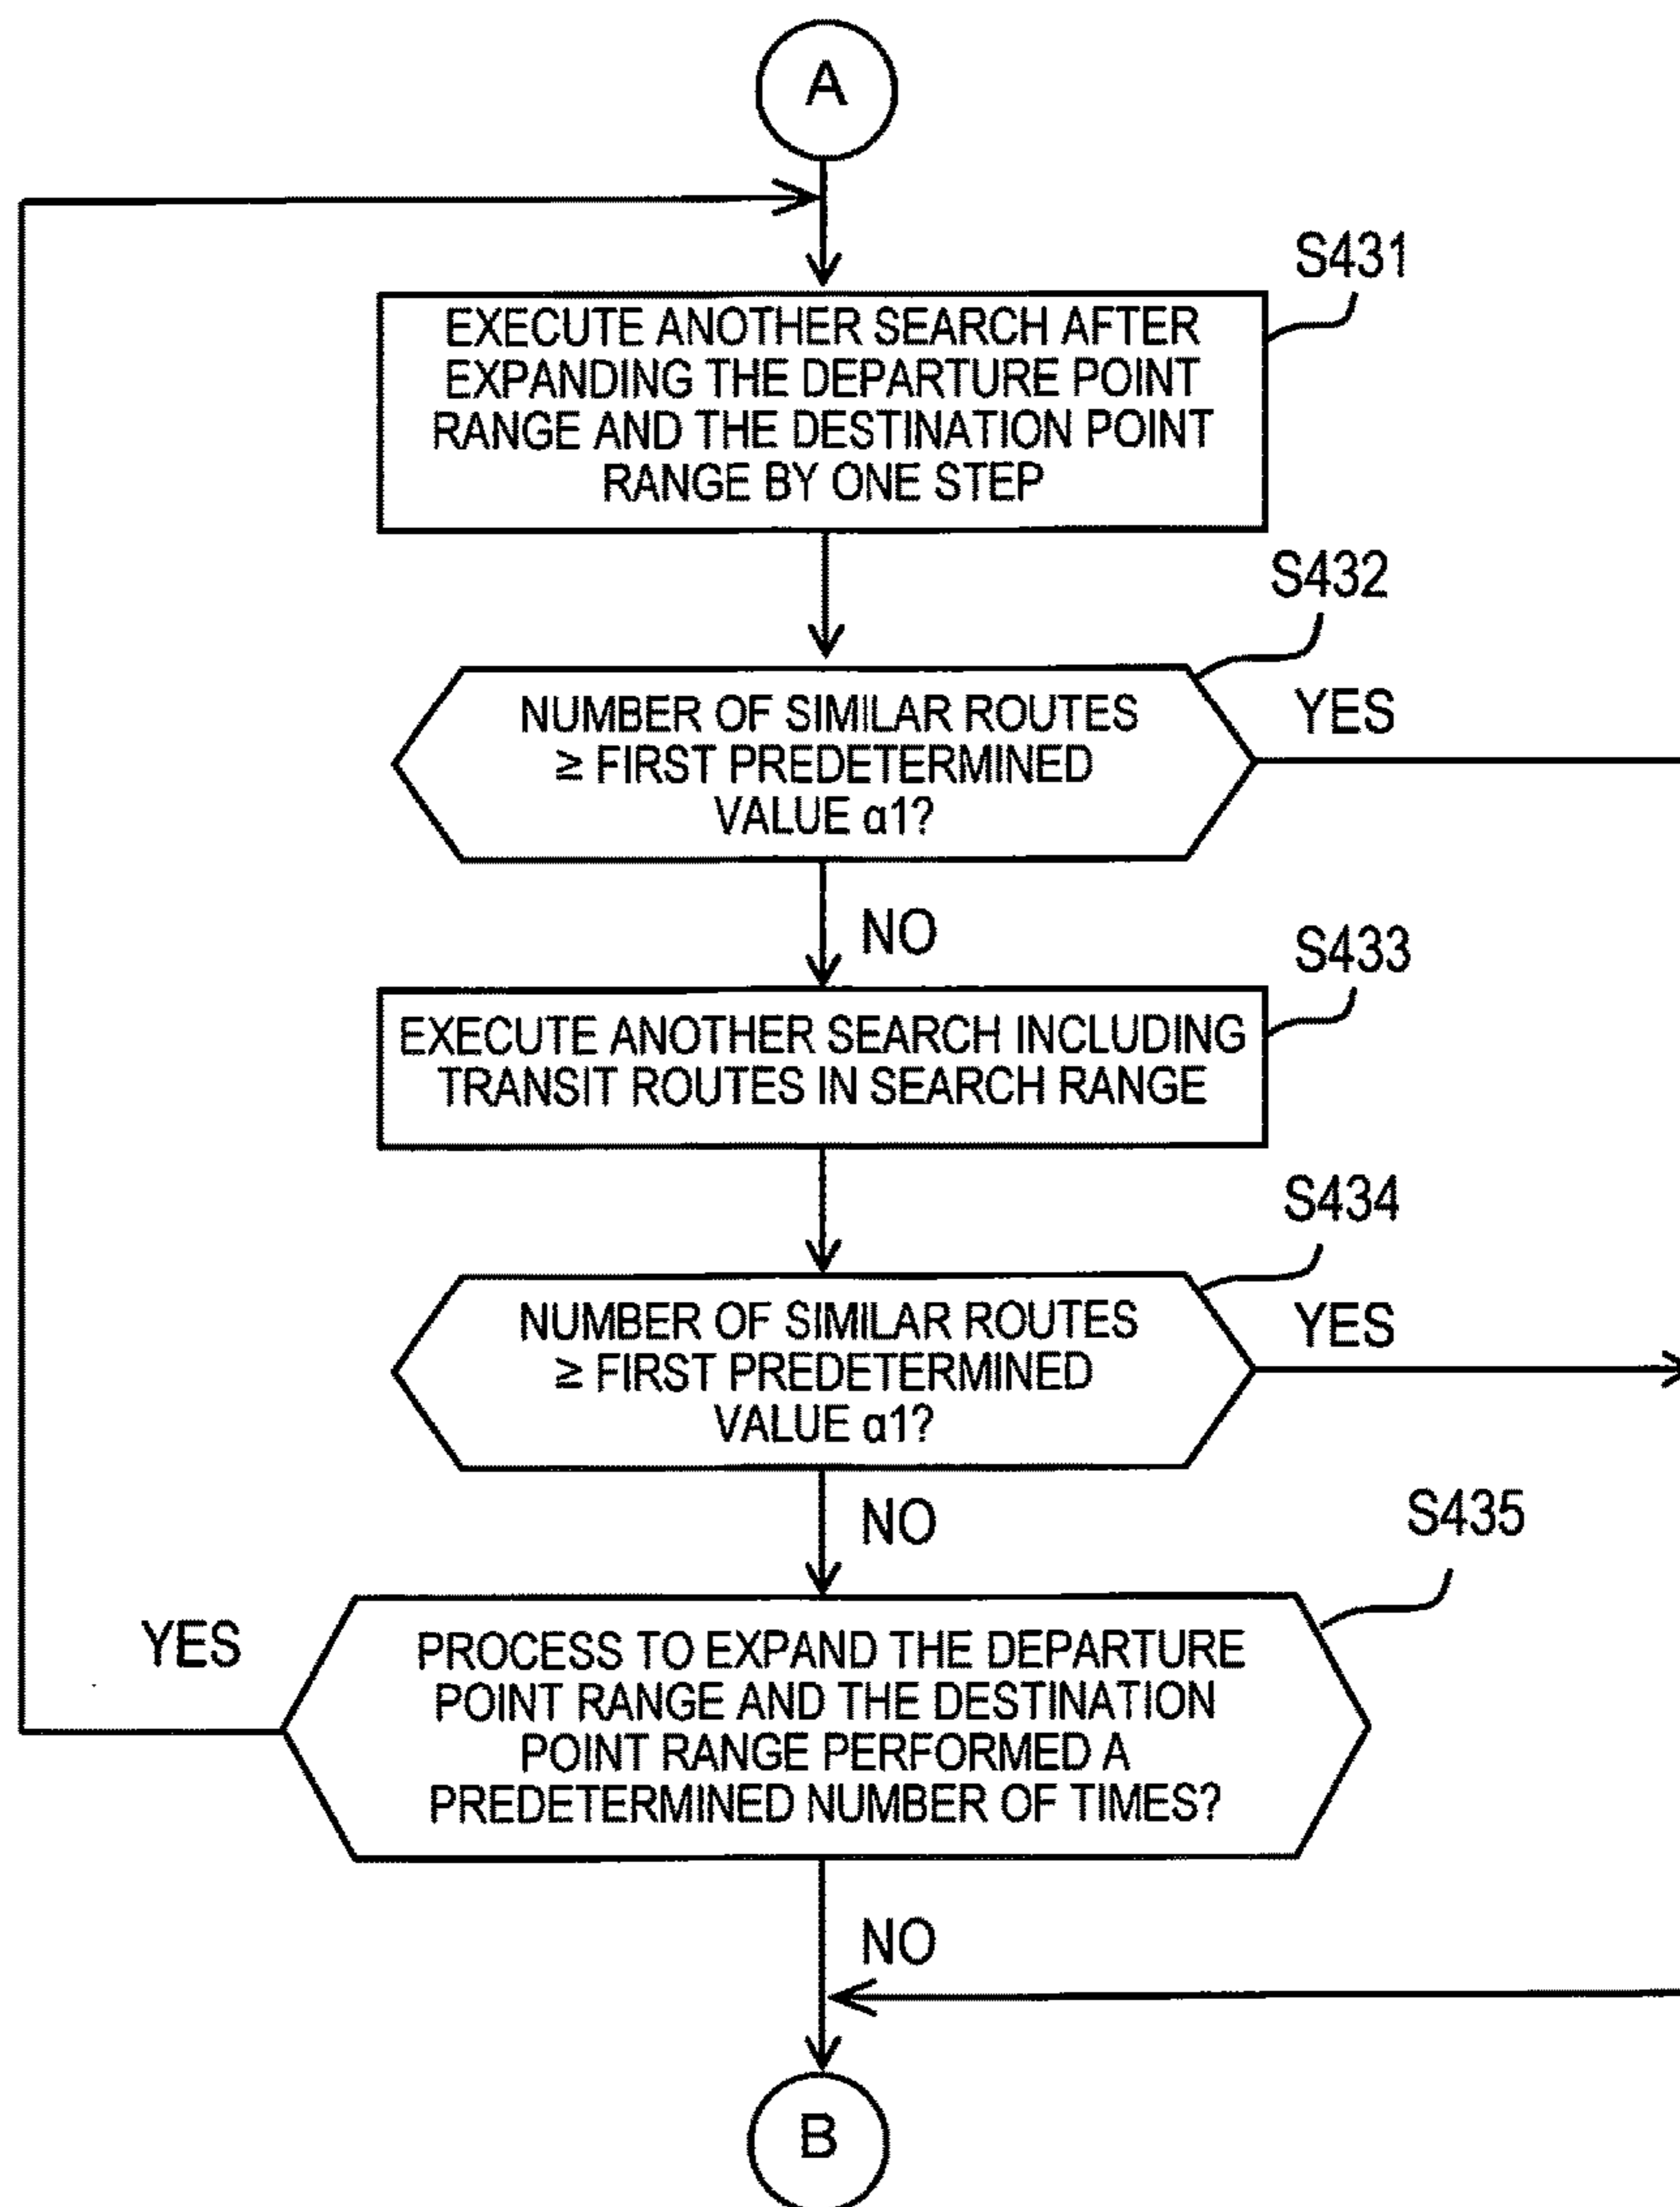 A
S431
EXECUTE ANOTHER SEARCH AFTER
EXPANDING THE DEPARTURE POINT
RANGE AND THE DESTINATION POINT
RANGE BY ONE STEP
S432
NUMBER OF SIMILAR ROUTES
≥ FIRST PREDETERMINED
VALUE α1?
YES
NO
S433
EXECUTE ANOTHER SEARCH INCLUDING
TRANSIT ROUTES IN SEARCH RANGE
S434
NUMBER OF SIMILAR ROUTES
≥ FIRST PREDETERMINED
VALUE α1?
YES
NO
S435
YES
PROCESS TO EXPAND THE DEPARTURE
POINT RANGE AND THE DESTINATION
POINT RANGE PERFORMED A
PREDETERMINED NUMBER OF TIMES?
NO
B